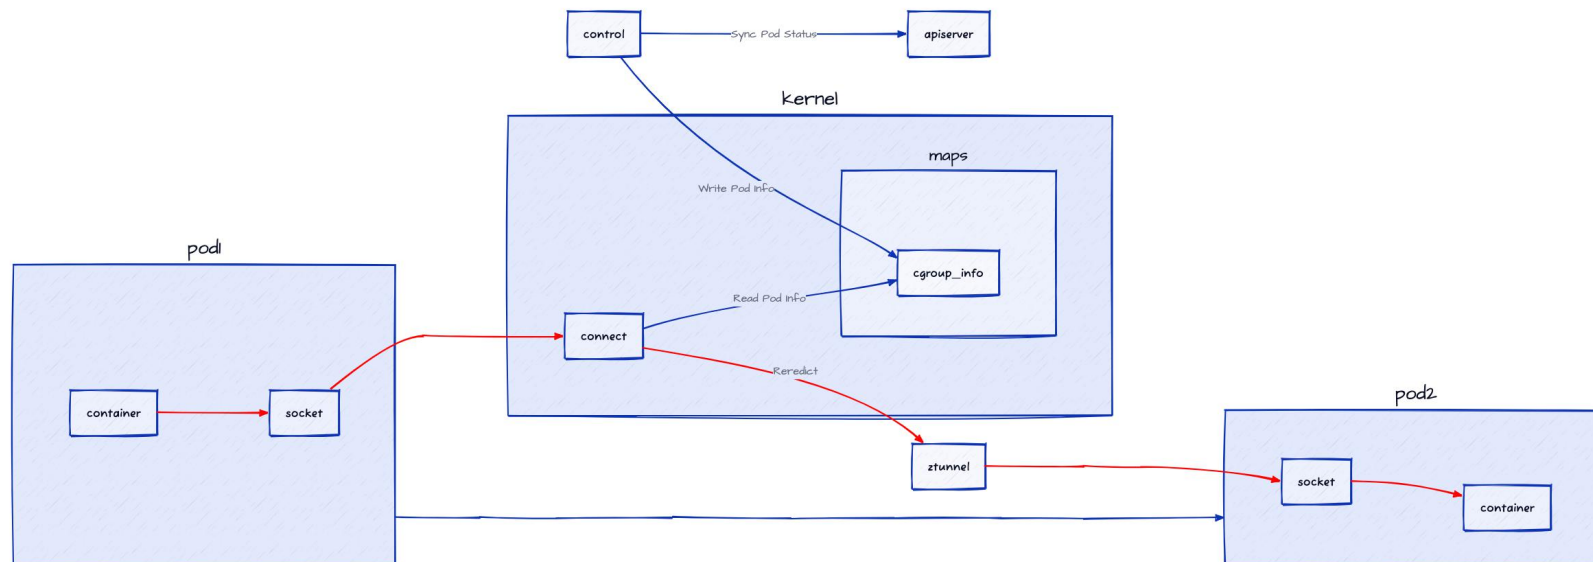 control
Sync Pod Status
apiserver
kernel
maps
Write Pod Info
pod1
cgroup_info
Read Pod Info
connect
Reredict
pod2
container
socket
ztunnel
socket
container